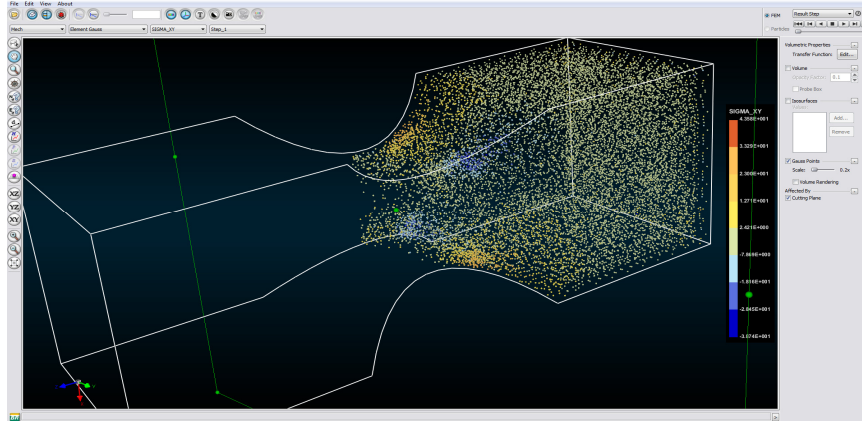 File Edit View About
Mech
Element Gauss
SIGMA_XY
Step_1
FEM
Particles
Result Step
Volumetric Properties
Transfer Function:
Edit...
Volume
Opacity Factor:
0.1
Probe Box
Isosurfaces
Values:
Add...
Remove
Gauss Points
Scale:
0.2x
Volume Rendering
Affected By
Cutting Plane
XZ
YZ
XY
SIGMA_XY
4.358E+001
3.329E+001
2.300E+001
1.271E+001
2.421E+000
-7.869E+000
-1.816E+001
-2.845E+001
-3.874E+001